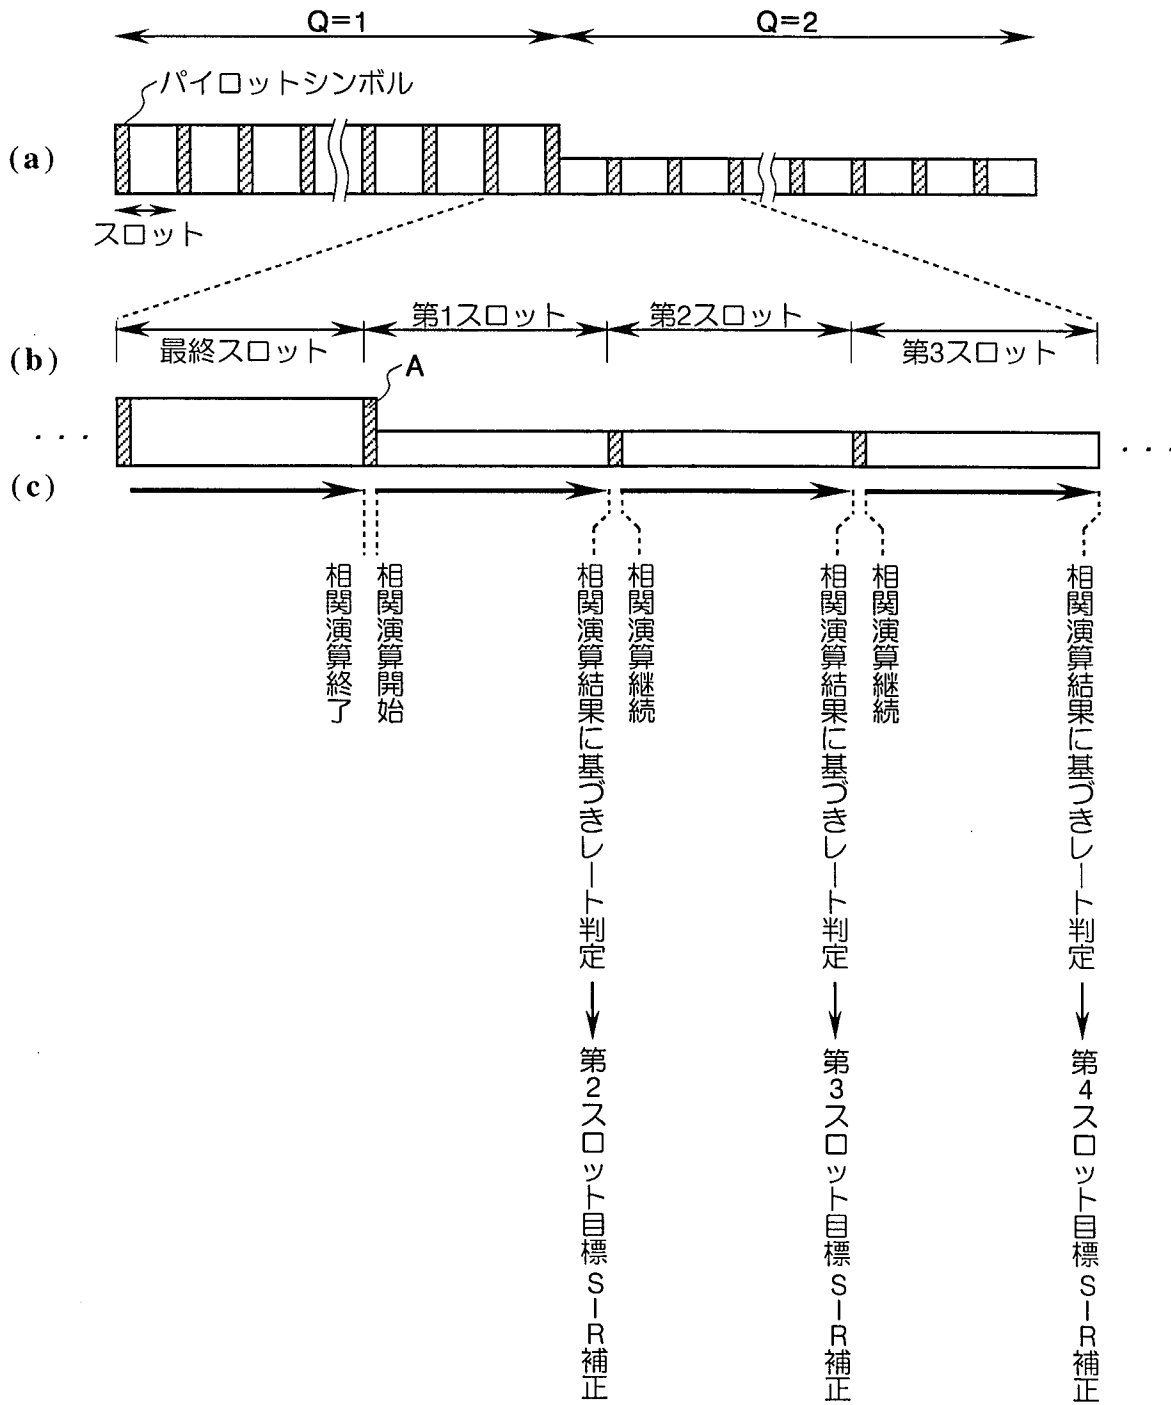 Q=1
Q=2
パイロットシンボル
(a)
スロット
第1スロット
第2スロット
最終スロット
第3スロット
(b)
A
. . .
. . .
(c)
相関演算終了
相関演算開始
相関演算結果に基づきレート判定
相関演算継続
相関演算結果に基づきレート判定
相関演算継続
相関演算結果に基づきレート判定
第2スロット目標SIR補正
第3スロット目標SIR補正
第4スロット目標SIR補正